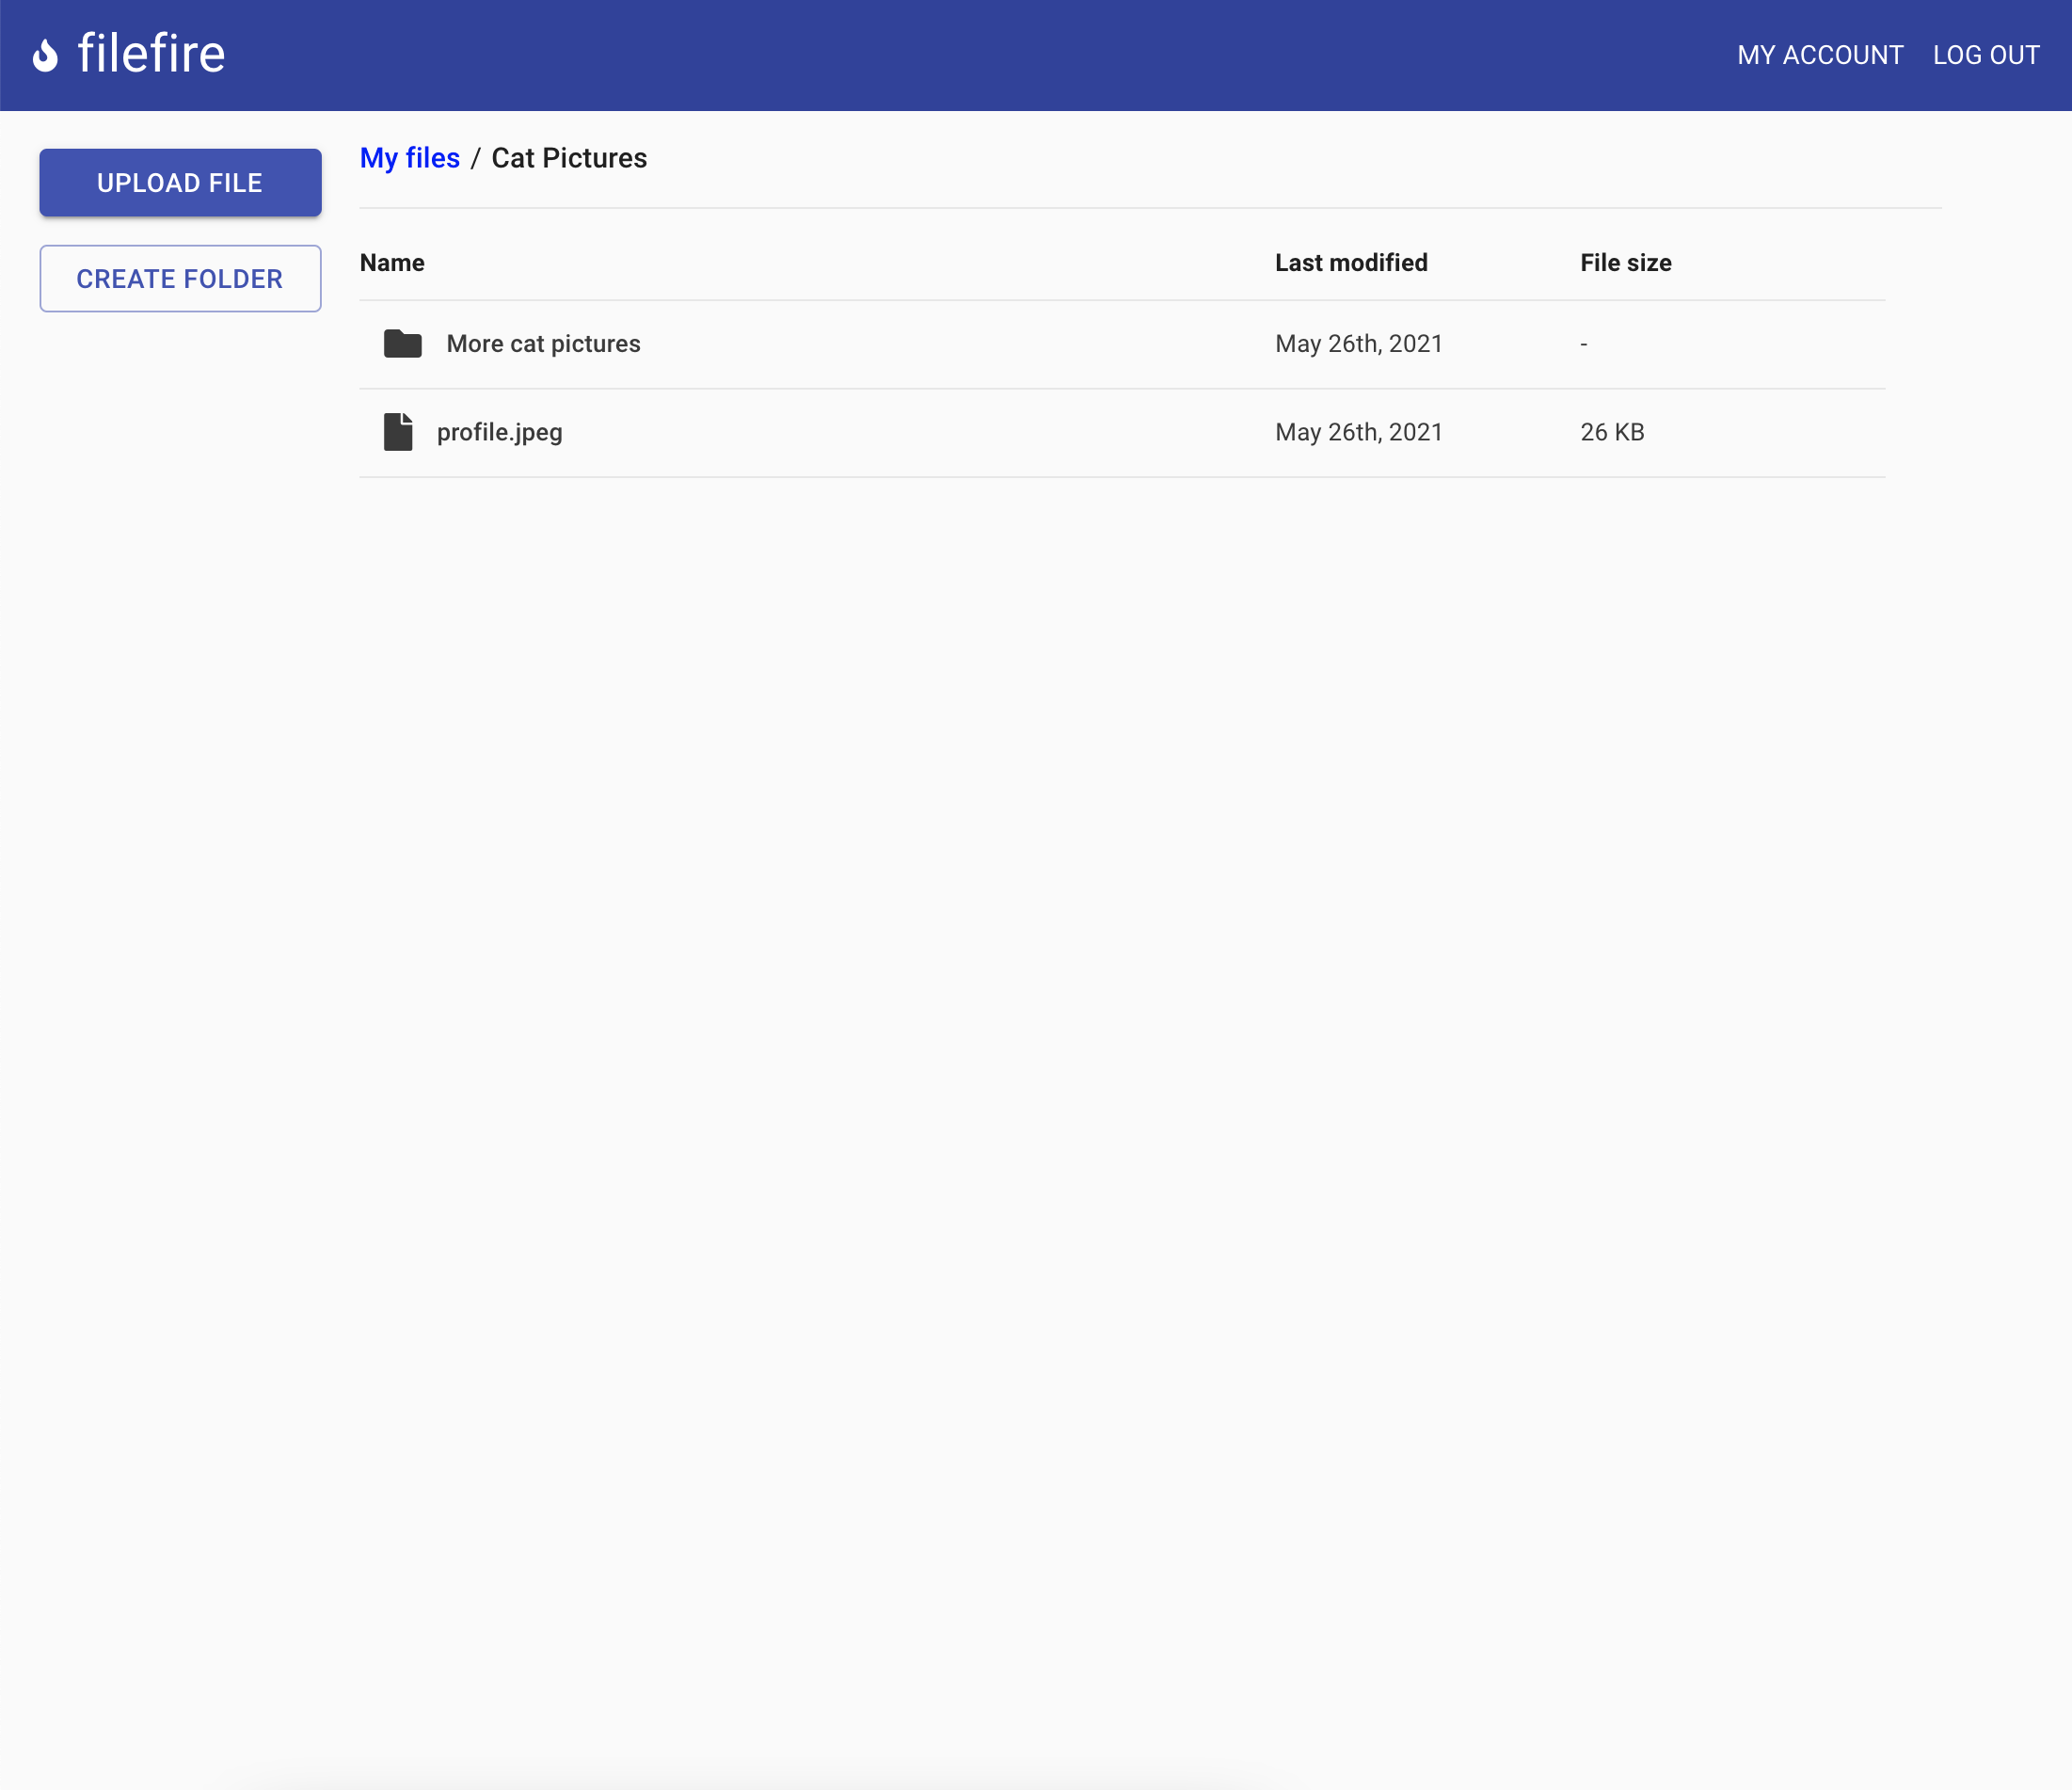 filefire MY ACCOUNT LOG OUT
UPLOAD FILE
CREATE FOLDER
My files / Cat Pictures
Name Last modified File size
More cat pictures May 26th, 2021 -
profile.jpeg May 26th, 2021 26 KB